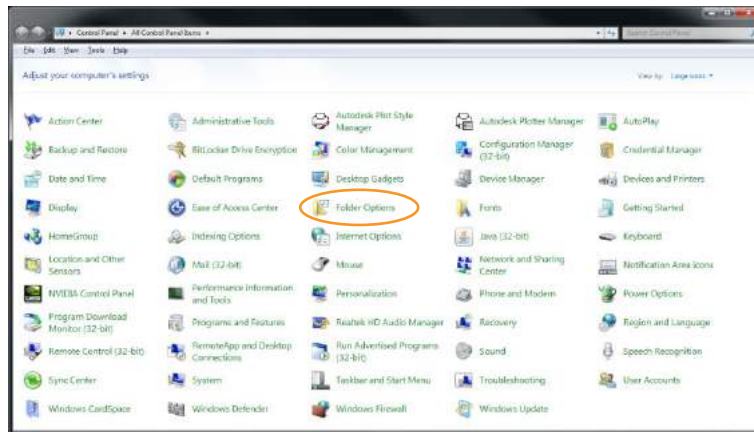 Control Panel ▸ All Control Panel Items ▸
Search Control Panel
File Edit View Tools Help
Adjust your computer's settings
View by: Large icons
Action Center
Administrative Tools
Autodesk Plot Style
Manager
Autodesk Plotter Manager
AutoPlay
Backup and Restore
BitLocker Drive Encryption
Color Management
Configuration Manager
(32-bit)
Credential Manager
Date and Time
Default Programs
Desktop Gadgets
Device Manager
Devices and Printers
Display
Ease of Access Center
Folder Options
Fonts
Getting Started
HomeGroup
Indexing Options
Internet Options
Java (32-bit)
Keyboard
Location and Other
Sensors
Mail (32-bit)
Mouse
Network and Sharing
Center
Notification Area Icons
NVIDIA Control Panel
Performance Information
and Tools
Personalization
Phone and Modem
Power Options
Program Download
Monitor (32-bit)
Programs and Features
Realtek HD Audio Manager
Recovery
Region and Language
Remote Control (32-bit)
RemoteApp and Desktop
Connections
Run Advertised Programs
(32-bit)
Sound
Speech Recognition
Sync Center
System
Taskbar and Start Menu
Troubleshooting
User Accounts
Windows CardSpace
Windows Defender
Windows Firewall
Windows Update